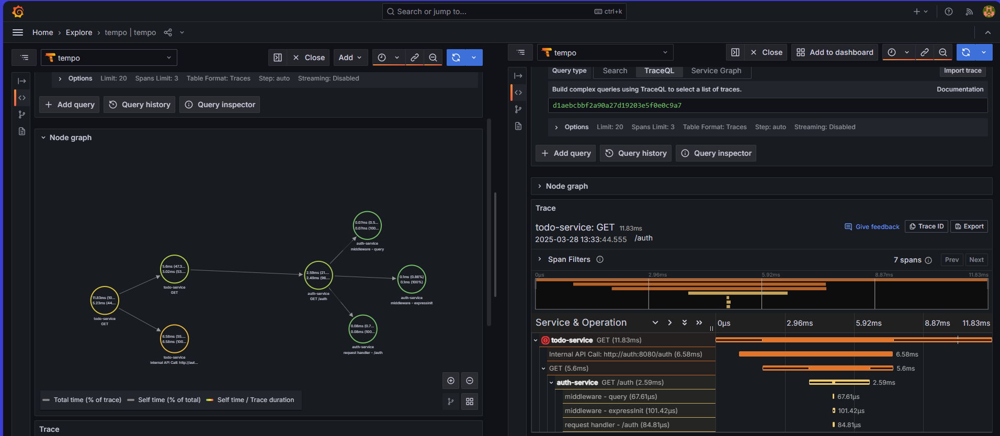 Search or jump to...
ctrl+k
Home
Explore
tempo | tempo
tempo
Close
Add
Options
Limit: 20
Spans Limit: 3
Table Format: Traces
Step: auto
Streaming: Disabled
Add query
Query history
Query inspector
Node graph
0.07ms (0.5...
0.07ms (100...
auth-service
middleware - query
5.6ms (47.3...
3.02ms (53....
todo-service
GET
2.59ms (21....
2.49ms (96....
auth-service
GET /auth
0.1ms (0.86%)
0.1ms (100%)
auth-service
middleware - expressInit
11.83ms (10...
5.23ms (44....
todo-service
GET
6.58ms (55....
6.58ms (100...
todo-service
Internal API Call: http://aut...
0.08ms (0.7...
0.08ms (100...
auth-service
request handler - /auth
Total time (% of trace)
Self time (% of total)
Self time / Trace duration
Trace
tempo
Close
Add to dashboard
Query type
Search
TraceQL
Service Graph
Import trace
Build complex queries using TraceQL to select a list of traces.
Documentation
d1aebcbbf2a90a27d19203e5f0e0c9a7
Options
Limit: 20
Spans Limit: 3
Table Format: Traces
Step: auto
Streaming: Disabled
Add query
Query history
Query inspector
Node graph
Trace
todo-service: GET 11.83ms
Give feedback
Trace ID
Export
2025-03-28 13:33:44.555
/auth
Span Filters
7 spans
Prev
Next
0μs
2.96ms
5.92ms
8.87ms
11.83ms
Service & Operation
0μs
2.96ms
5.92ms
8.87ms
11.83ms
todo-service GET (11.83ms)
Internal API Call: http://auth:8080/auth (6.58ms)
6.58ms
GET (5.6ms)
5.6ms
auth-service GET /auth (2.59ms)
2.59ms
middleware - query (67.61μs)
67.61μs
middleware - expressInit (101.42μs)
101.42μs
request handler - /auth (84.81μs)
84.81μs